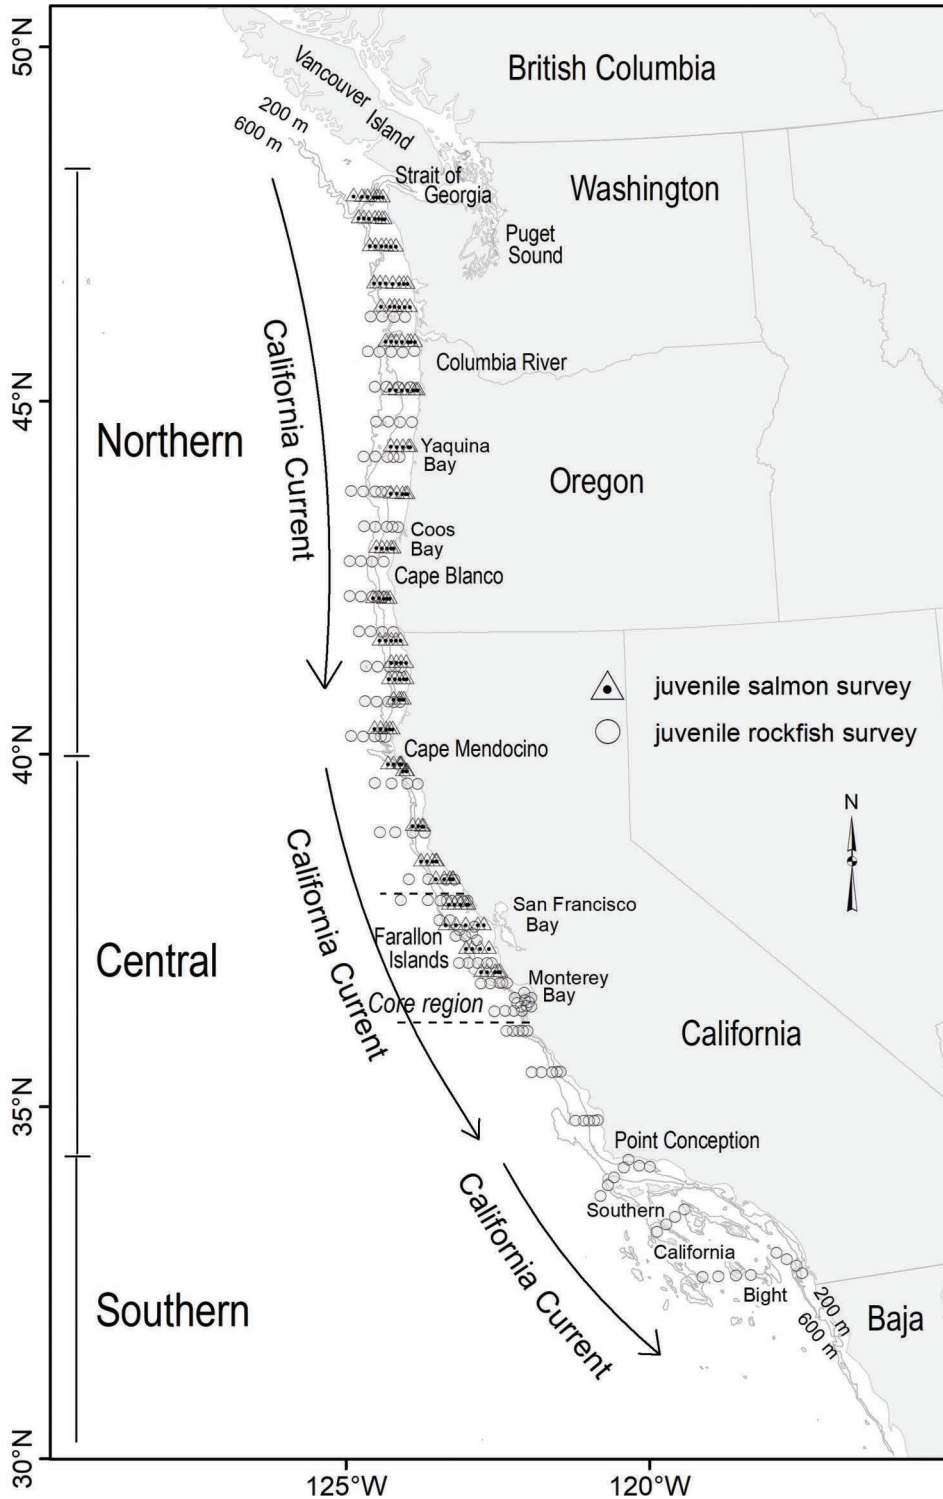 50°N
British Columbia
Vancouver Island
200 m
600 m
Strait of
Georgia
Washington
Puget
Sound
Columbia River
45°N
Northern
California Current
Yaquina
Bay
Oregon
Coos
Bay
Cape Blanco
juvenile salmon survey
juvenile rockfish survey
40°N
Cape Mendocino
N
California Current
San Francisco
Bay
Farallon
Islands
Central
Monterey
Bay
Core region
California
35°N
Point Conception
California Current
Southern
California
Bight
200 m
600 m
Southern
Baja
30°N
125°W
120°W